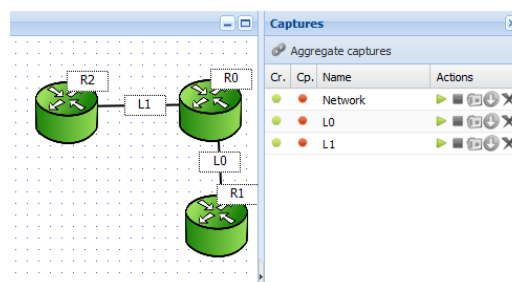 R2
R0
L1
L0
R1
Captures
Aggregate captures
Cr. Cp. Name Actions
Network
L0
L1